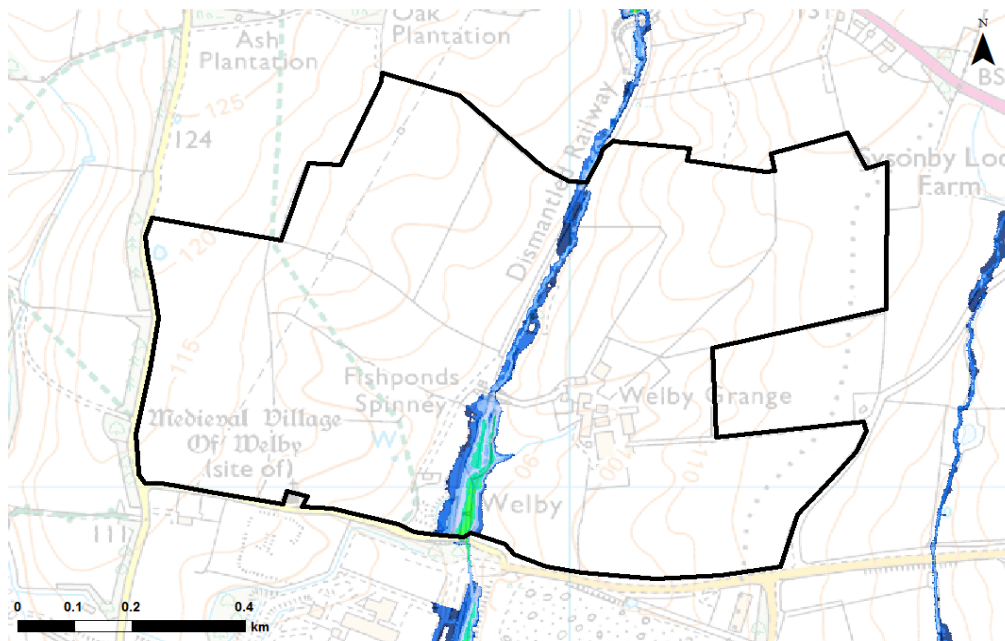 Oak
Plantation
Ash
Plantation
131
N
BS
125
124
Dismantled Railway
Sysonby Lod
Farm
120
115
Fishponds
Spinney
Welby Grange
Medieval Village
Of Welby
(site of)
W
90
100
110
Welby
111
0 0.1 0.2 0.4
km